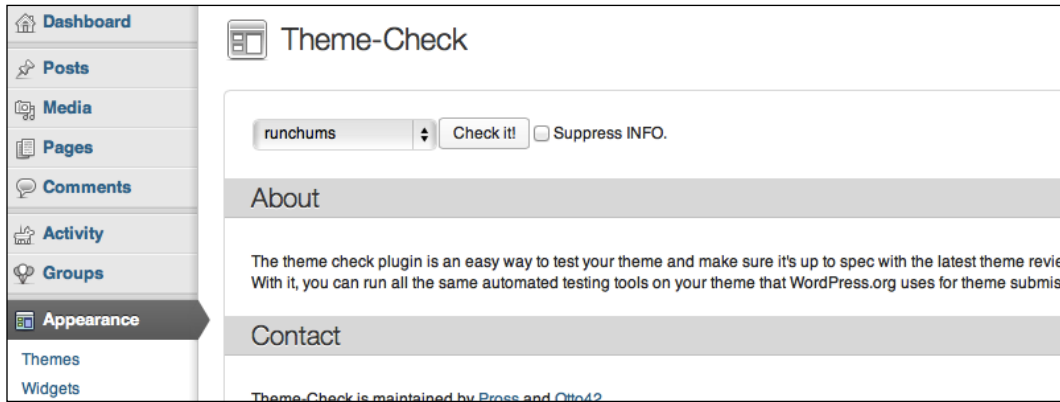 Dashboard
Posts
Media
Pages
Comments
Activity
Groups
Appearance
Themes
Widgets
Theme-Check
runchums Check it! Suppress INFO.
About
The theme check plugin is an easy way to test your theme and make sure it's up to spec with the latest theme revie
With it, you can run all the same automated testing tools on your theme that WordPress.org uses for theme submis
Contact
Theme-Check is maintained by Pross and Otto42